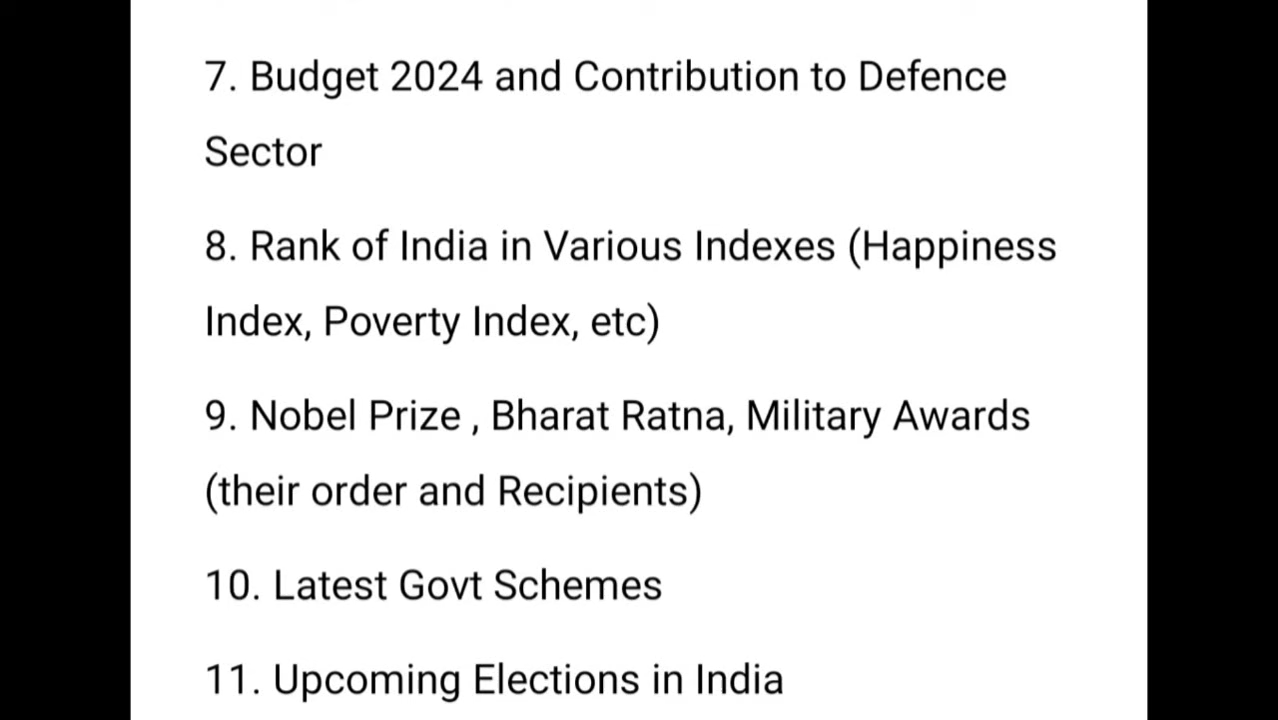 7. Budget 2024 and Contribution to Defence
Sector
8. Rank of India in Various Indexes (Happiness
Index, Poverty Index, etc)
9. Nobel Prize , Bharat Ratna, Military Awards
(their order and Recipients)
10. Latest Govt Schemes
11. Upcoming Elections in India